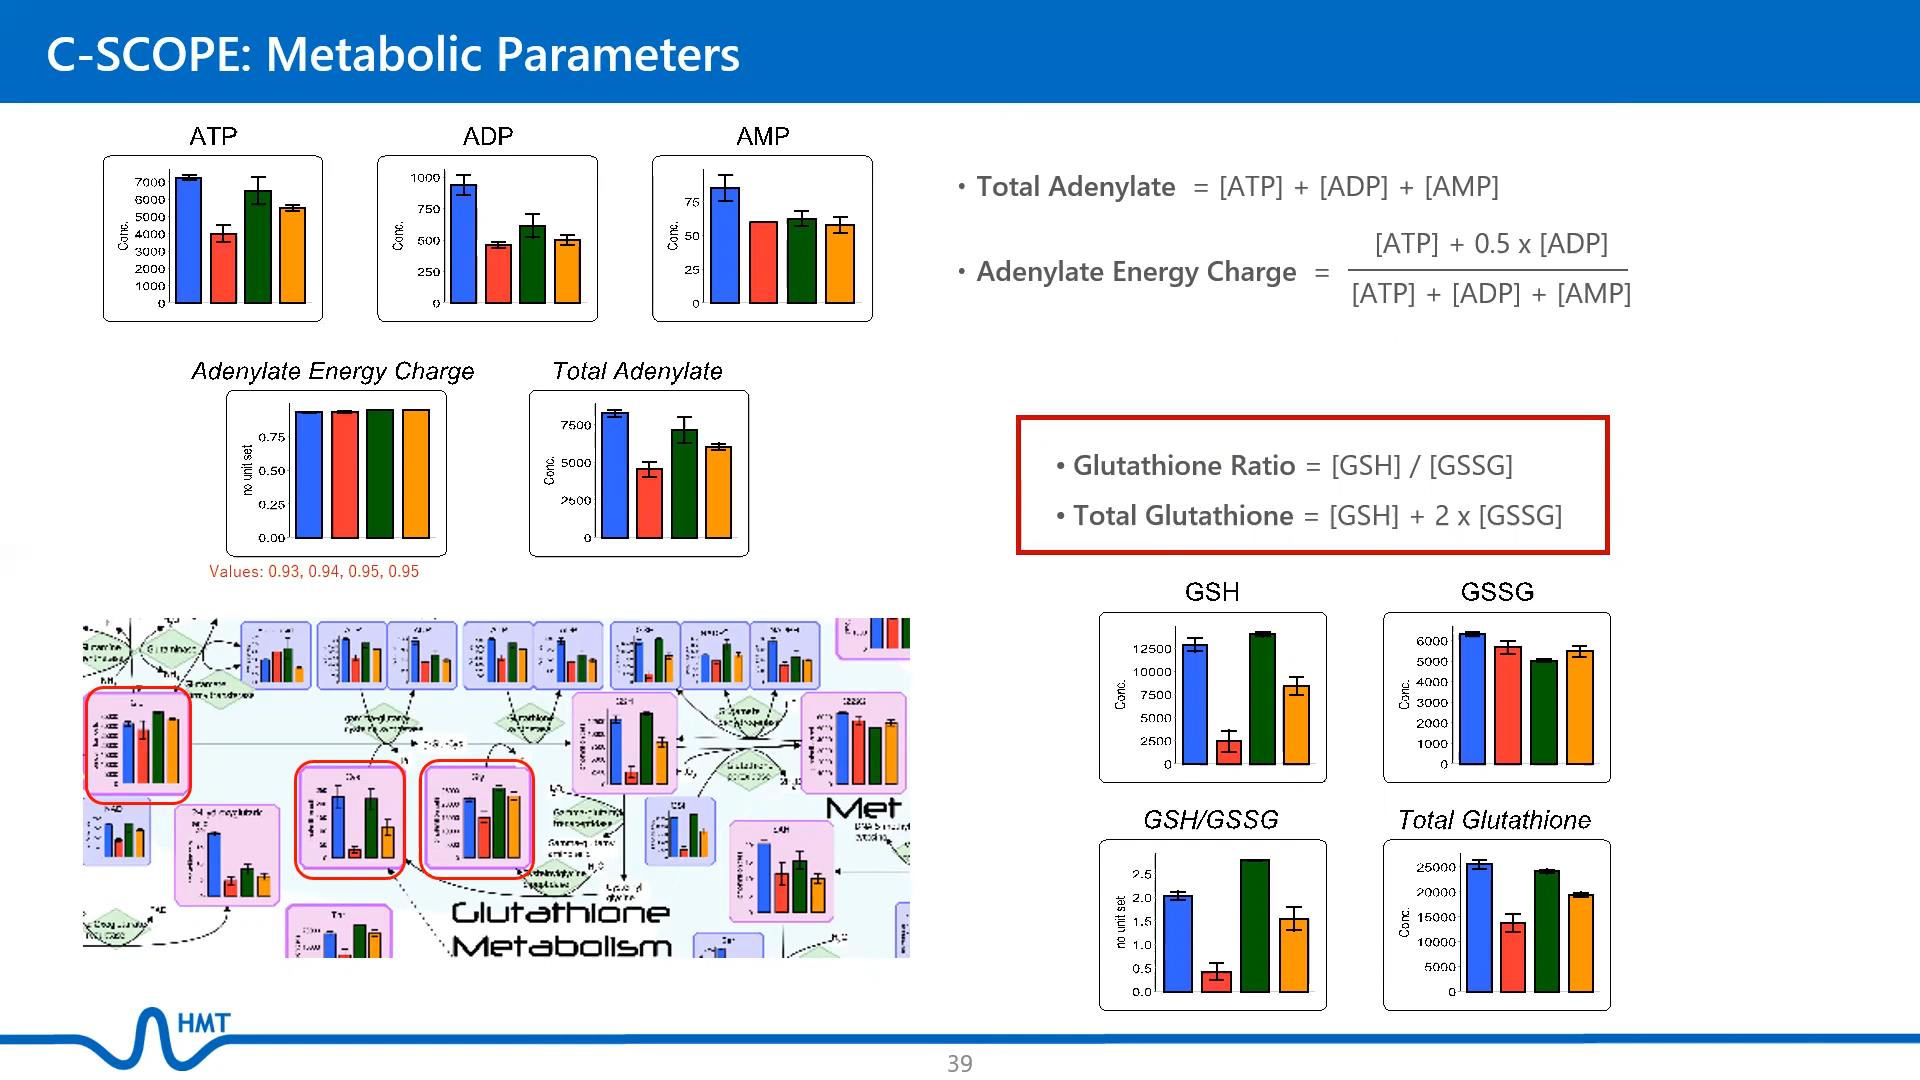 C-SCOPE: Metabolic Parameters
ATP
ADP
AMP
7000
6000
5000
4000
3000
2000
1000
0
Conc.
1000
750
500
250
0
Conc.
75
50
25
0
Conc.
• Total Adenylate = [ATP] + [ADP] + [AMP]
• Adenylate Energy Charge =
[ATP] + 0.5 x [ADP]
[ATP] + [ADP] + [AMP]
Adenylate Energy Charge
Total Adenylate
0.75
0.50
0.25
0.00
no unit set
7500
5000
2500
0
Conc.
Values: 0.93, 0.94, 0.95, 0.95
• Glutathione Ratio = [GSH] / [GSSG]
• Total Glutathione = [GSH] + 2 x [GSSG]
GSH
GSSG
12500
10000
7500
5000
2500
0
Conc.
6000
5000
4000
3000
2000
1000
0
Conc.
GSH/GSSG
Total Glutathione
2.5
2.0
1.5
1.0
0.5
0.0
no unit set
25000
20000
15000
10000
5000
0
Conc.
GSH
Cys
Gly
Met
Glutathione
Metabolism
HMT
39